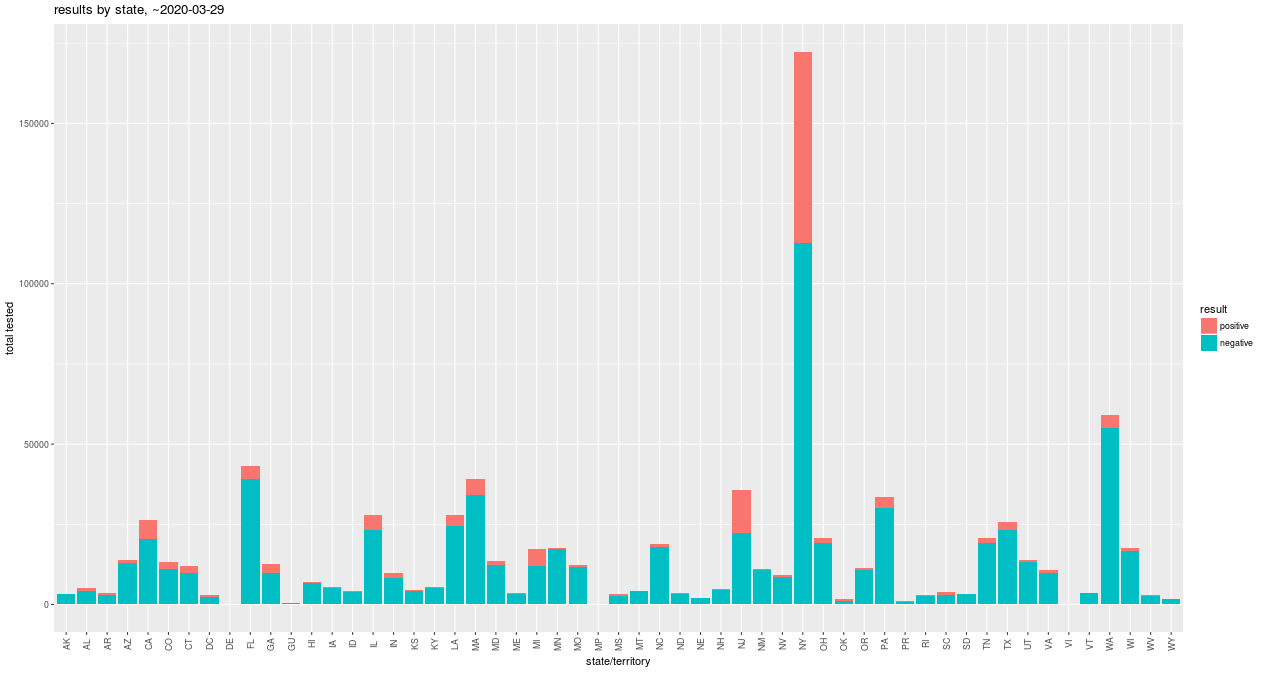 results by state, ~2020-03-29
total tested
150000
100000
50000
0
AK AL AR AZ CA CO CT DC DE FL GA GU HI IA ID IL IN KS KY LA MA MD ME MI MN MO MP MS MT NC ND NE NH NJ NM NV NY OH OK OR PA PR RI SC SD TN TX UT VA VI VT WA WI WV WY
state/territory
result
positive
negative